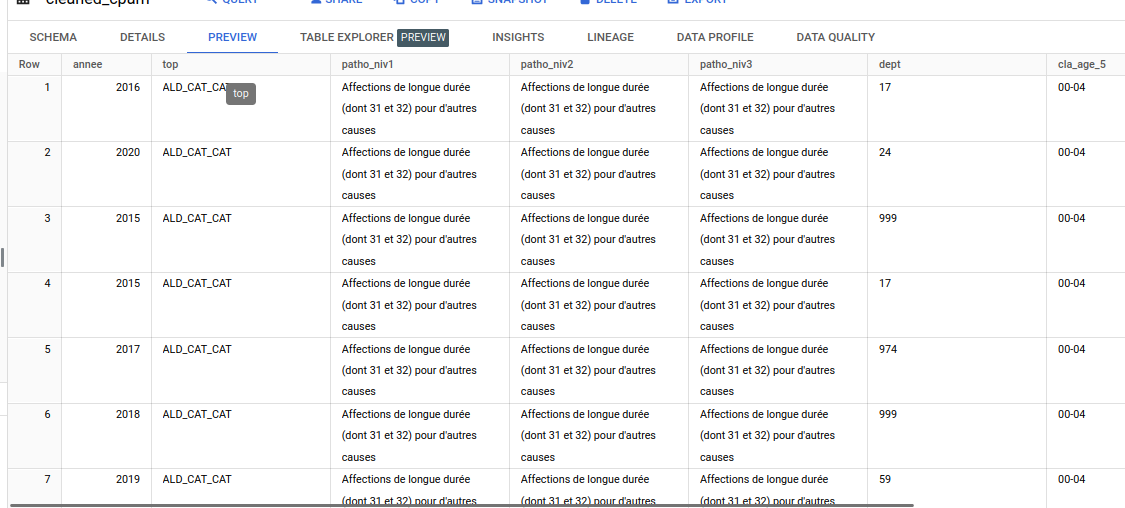 cleaned_cpam QUERY SHARE COPY SNAPSHOT DELETE EXPORT
SCHEMA DETAILS PREVIEW TABLE EXPLORER PREVIEW INSIGHTS LINEAGE DATA PROFILE DATA QUALITY
Row annee top patho_niv1 patho_niv2 patho_niv3 dept cla_age_5
1 2016 ALD_CAT_CAT Affections de longue durée Affections de longue durée Affections de longue durée 17 00-04
top
(dont 31 et 32) pour d'autres (dont 31 et 32) pour d'autres (dont 31 et 32) pour d'autres
causes causes causes
2 2020 ALD_CAT_CAT Affections de longue durée Affections de longue durée Affections de longue durée 24 00-04
(dont 31 et 32) pour d'autres (dont 31 et 32) pour d'autres (dont 31 et 32) pour d'autres
causes causes causes
3 2015 ALD_CAT_CAT Affections de longue durée Affections de longue durée Affections de longue durée 999 00-04
(dont 31 et 32) pour d'autres (dont 31 et 32) pour d'autres (dont 31 et 32) pour d'autres
causes causes causes
4 2015 ALD_CAT_CAT Affections de longue durée Affections de longue durée Affections de longue durée 17 00-04
(dont 31 et 32) pour d'autres (dont 31 et 32) pour d'autres (dont 31 et 32) pour d'autres
causes causes causes
5 2017 ALD_CAT_CAT Affections de longue durée Affections de longue durée Affections de longue durée 974 00-04
(dont 31 et 32) pour d'autres (dont 31 et 32) pour d'autres (dont 31 et 32) pour d'autres
causes causes causes
6 2018 ALD_CAT_CAT Affections de longue durée Affections de longue durée Affections de longue durée 999 00-04
(dont 31 et 32) pour d'autres (dont 31 et 32) pour d'autres (dont 31 et 32) pour d'autres
causes causes causes
7 2019 ALD_CAT_CAT Affections de longue durée Affections de longue durée Affections de longue durée 59 00-04
(dont 31 et 32) pour d'autres (dont 31 et 32) pour d'autres (dont 31 et 32) pour d'autres